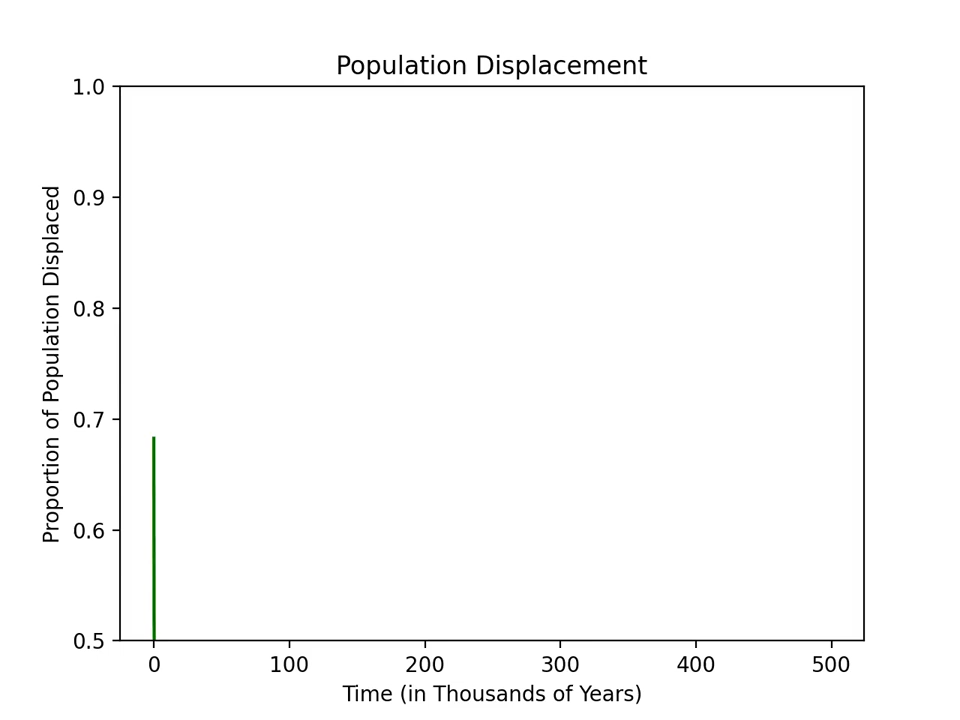 Population Displacement
1.0
0.9
0.8
0.7
0.6
0.5
Proportion of Population Displaced
0 100 200 300 400 500
Time (in Thousands of Years)